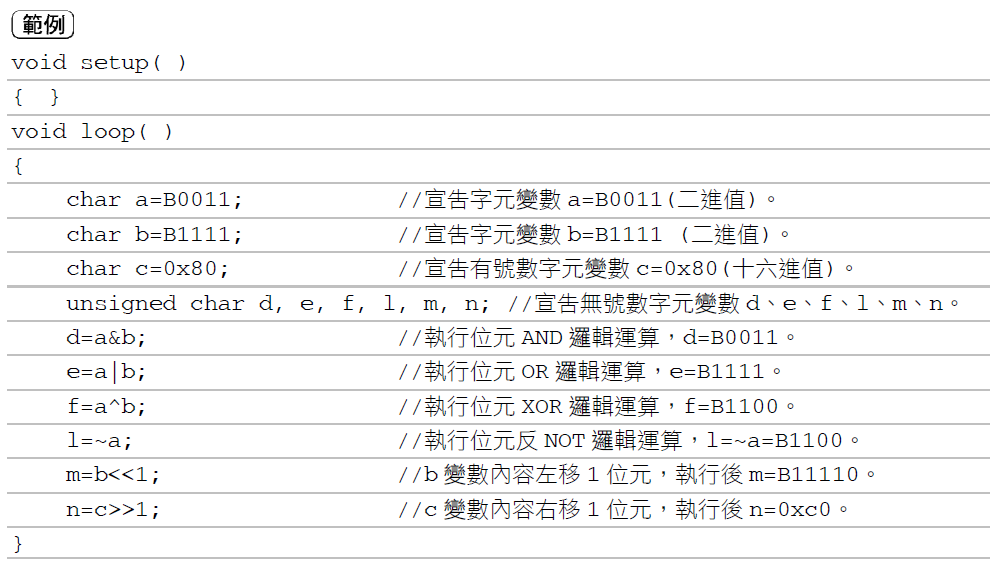 範例
void setup( )
{  }
void loop( )
{
    char a=B0011;            //宣告字元變數 a=B0011(二進值)。
    char b=B1111;            //宣告字元變數 b=B1111 (二進值)。
    char c=0x80;             //宣告有號數字元變數 c=0x80(十六進值)。
    unsigned char d, e, f, l, m, n; //宣告無號數字元變數 d、e、f、l、m、n。
    d=a&b;                   //執行位元 AND 邏輯運算，d=B0011。
    e=a|b;                   //執行位元 OR 邏輯運算，e=B1111。
    f=a^b;                   //執行位元 XOR 邏輯運算，f=B1100。
    l=~a;                    //執行位元反 NOT 邏輯運算，l=~a=B1100。
    m=b<<1;                  //b 變數內容左移 1 位元，執行後 m=B11110。
    n=c>>1;                  //c 變數內容右移 1 位元，執行後 n=0xc0。
}